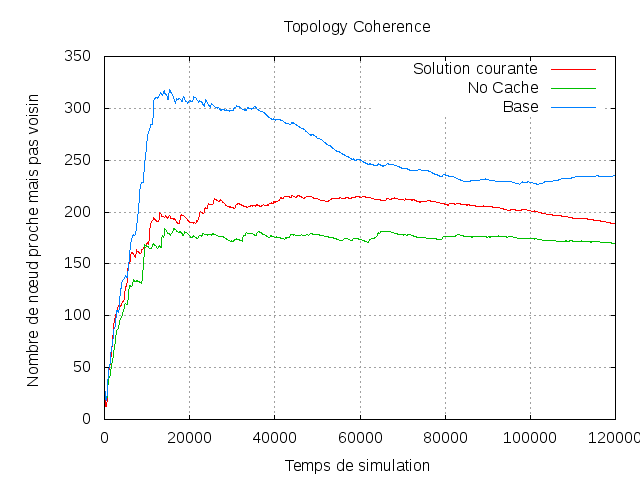 Topology Coherence
Nombre de nœud proche mais pas voisin
350
300
250
200
150
100
50
0
Solution courante
No Cache
Base
0 20000 40000 60000 80000 100000 120000
Temps de simulation